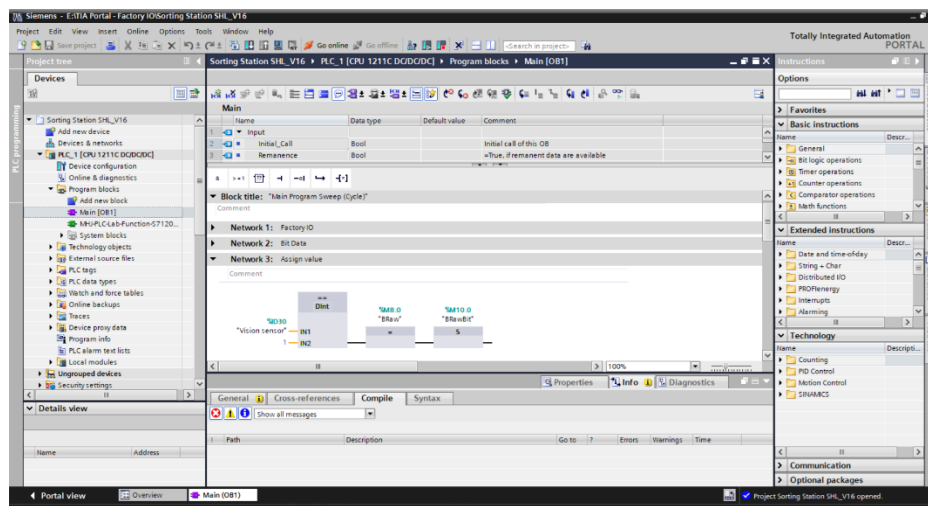 Siemens - E:\TIA Portal - Factory IO\Sorting Station SHL_V16
Project Edit View Insert Online Options Tools Window Help
Totally Integrated Automation
PORTAL
Save project
Go online
Go offline
<Search in project>
Project tree
Sorting Station SHL_V16 ▸ PLC_1 [CPU 1211C DC/DC/DC] ▸ Program blocks ▸ Main [OB1]
Instructions
Devices
Options
PLC programming
Sorting Station SHL_V16
Add new device
Devices & networks
PLC_1 [CPU 1211C DC/DC/DC]
Device configuration
Online & diagnostics
Program blocks
Add new block
Main [OB1]
MHJ-PLC-Lab-Function-S7120...
System blocks
Technology objects
External source files
PLC tags
PLC data types
Watch and force tables
Online backups
Traces
Device proxy data
Program info
PLC alarm text lists
Local modules
Ungrouped devices
Security settings
Details view
Name Address
Main
Name Data type Default value Comment
1 Input
2 Initial_Call Bool Initial call of this OB
3 Remanence Bool =True, if remanent data are available
& >=1 [??] ⊣ –o| ↦ –[=]
Block title: "Main Program Sweep (Cycle)"
Comment
Network 1: Factory IO
Network 2: Bit Data
Network 3: Assign value
Comment
==
DInt
%ID30
"Vision sensor" IN1
1 IN2
%M8.0
"BRaw"
=
%M10.0
"BRawBit"
S
100%
Properties Info Diagnostics
General Cross-references Compile Syntax
Show all messages
! Path Description Go to ? Errors Warnings Time
Favorites
Basic instructions
Name Descr...
General
Bit logic operations
Timer operations
Counter operations
Comparator operations
Math functions
Extended instructions
Name Descr...
Date and time-of-day
String + Char
Distributed I/O
PROFIenergy
Interrupts
Alarming
Technology
Name Descripti...
Counting
PID Control
Motion Control
SINAMICS
Communication
Optional packages
Portal view Overview Main (OB1) Project Sorting Station SHL_V16 opened.